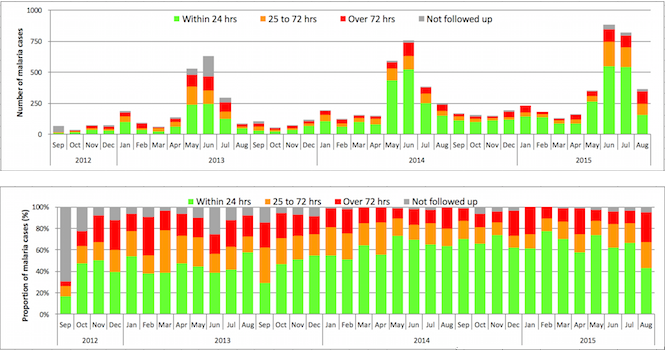 Within 24 hrs 25 to 72 hrs Over 72 hrs Not followed up
Number of malaria cases
1000
750
500
250
0
Sep Oct Nov Dec Jan Feb Mar Apr May Jun Jul Aug Sep Oct Nov Dec Jan Feb Mar Apr May Jun Jul Aug Sep Oct Nov Dec Jan Feb Mar Apr May Jun Jul Aug
2012 2013 2014 2015
Within 24 hrs 25 to 72 hrs Over 72 hrs Not followed up
Proportion of malaria cases (%)
100%
80%
60%
40%
20%
0%
Sep Oct Nov Dec Jan Feb Mar Apr May Jun Jul Aug Sep Oct Nov Dec Jan Feb Mar Apr May Jun Jul Aug Sep Oct Nov Dec Jan Feb Mar Apr May Jun Jul Aug
2012 2013 2014 2015